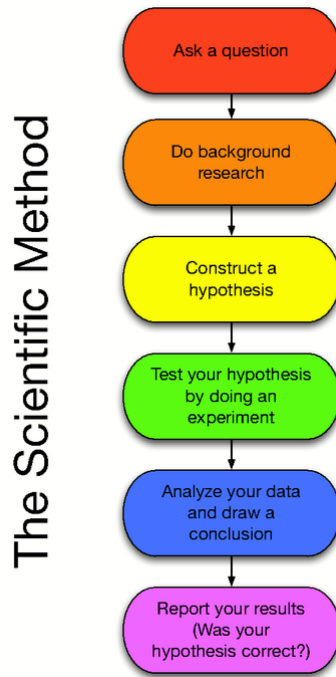 The Scientific Method
Ask a question
Do background
research
Construct a
hypothesis
Test your hypothesis
by doing an
experiment
Analyze your data
and draw a
conclusion
Report your results
(Was your
hypothesis correct?)